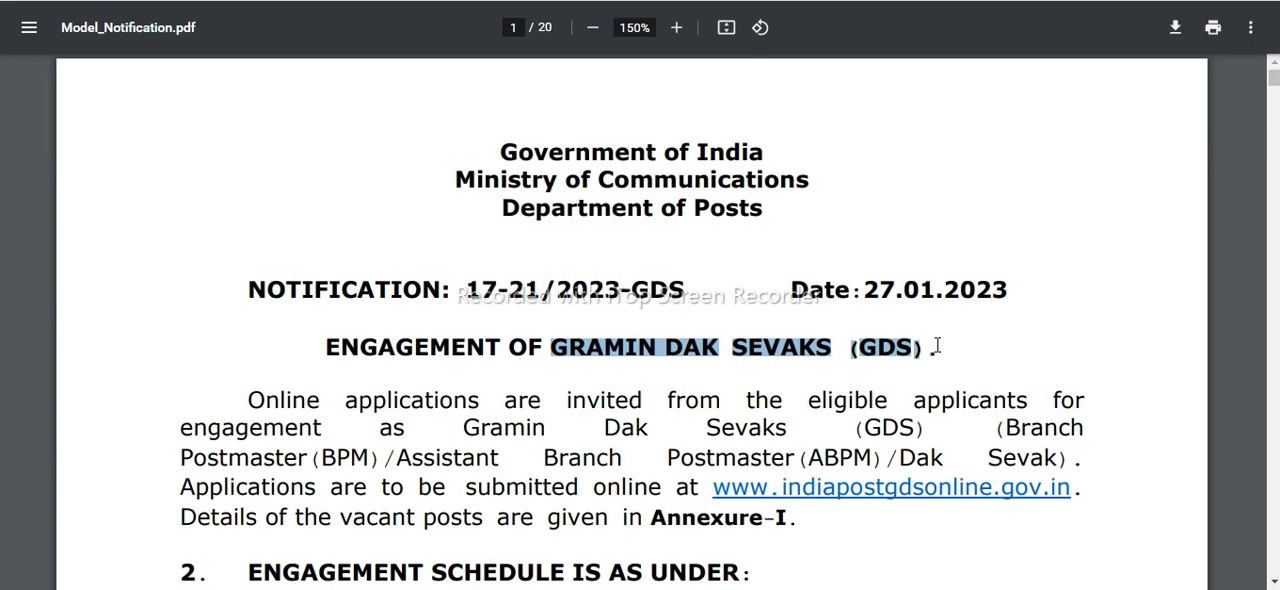 Model_Notification.pdf
1 / 20
150%
Government of India
Ministry of Communications
Department of Posts
NOTIFICATION: 17-21/2023-GDS Date:27.01.2023
Recorded with iTop Screen Recorder
ENGAGEMENT OF GRAMIN DAK SEVAKS (GDS) .
Online applications are invited from the eligible applicants for
engagement as Gramin Dak Sevaks (GDS) (Branch
Postmaster(BPM)/Assistant Branch Postmaster(ABPM)/Dak Sevak).
Applications are to be submitted online at www.indiapostgdsonline.gov.in.
Details of the vacant posts are given in Annexure-I.
2. ENGAGEMENT SCHEDULE IS AS UNDER: